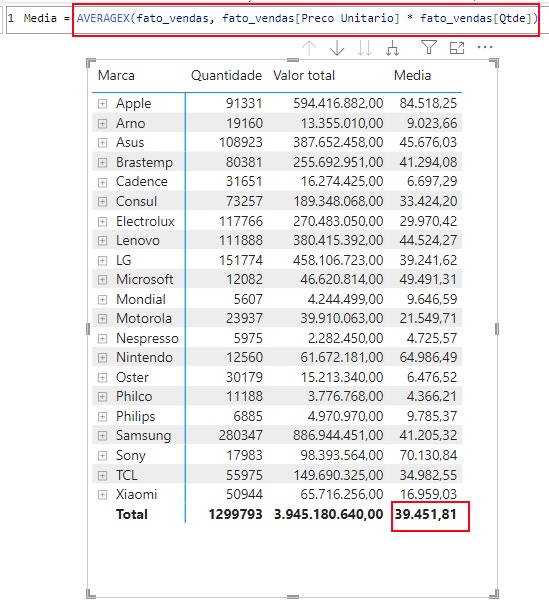 1 Media = AVERAGEX(fato_vendas, fato_vendas[Preco Unitario] * fato_vendas[Qtde])
Marca Quantidade Valor total Media
Apple 91331 594.416.882,00 84.518,25
Arno 19160 13.355.010,00 9.023,66
Asus 108923 387.652.458,00 45.676,03
Brastemp 80381 255.692.951,00 41.294,08
Cadence 31651 16.274.425,00 6.697,29
Consul 73257 189.348.068,00 33.424,20
Electrolux 117766 270.483.050,00 29.970,42
Lenovo 111888 380.415.392,00 44.524,27
LG 151774 458.106.723,00 39.241,62
Microsoft 12082 46.620.814,00 49.491,31
Mondial 5607 4.244.499,00 9.646,59
Motorola 23937 39.910.063,00 21.549,71
Nespresso 5975 2.282.450,00 4.725,57
Nintendo 12560 61.672.181,00 64.986,49
Oster 30179 15.213.340,00 6.476,52
Philco 11188 3.776.768,00 4.366,21
Philips 6885 4.970.970,00 9.785,37
Samsung 280347 886.944.451,00 41.205,32
Sony 17983 98.393.564,00 70.130,84
TCL 55975 149.690.325,00 34.982,55
Xiaomi 50944 65.716.256,00 16.959,03
Total 1299793 3.945.180.640,00 39.451,81